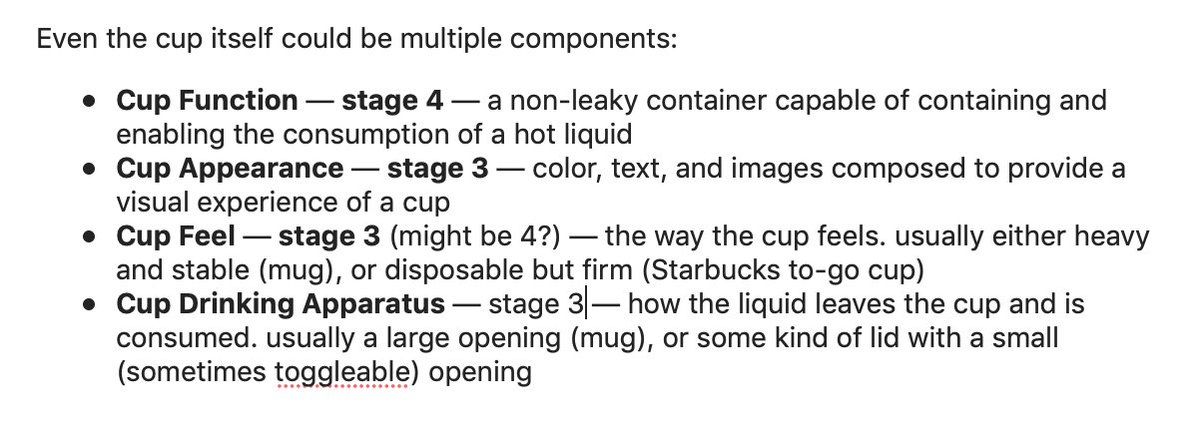 Even the cup itself could be multiple components:
● Cup Function — stage 4 — a non-leaky container capable of containing and
enabling the consumption of a hot liquid
● Cup Appearance — stage 3 — color, text, and images composed to provide a
visual experience of a cup
● Cup Feel — stage 3 (might be 4?) — the way the cup feels. usually either heavy
and stable (mug), or disposable but firm (Starbucks to-go cup)
● Cup Drinking Apparatus — stage 3 — how the liquid leaves the cup and is
consumed. usually a large opening (mug), or some kind of lid with a small
(sometimes toggleable) opening